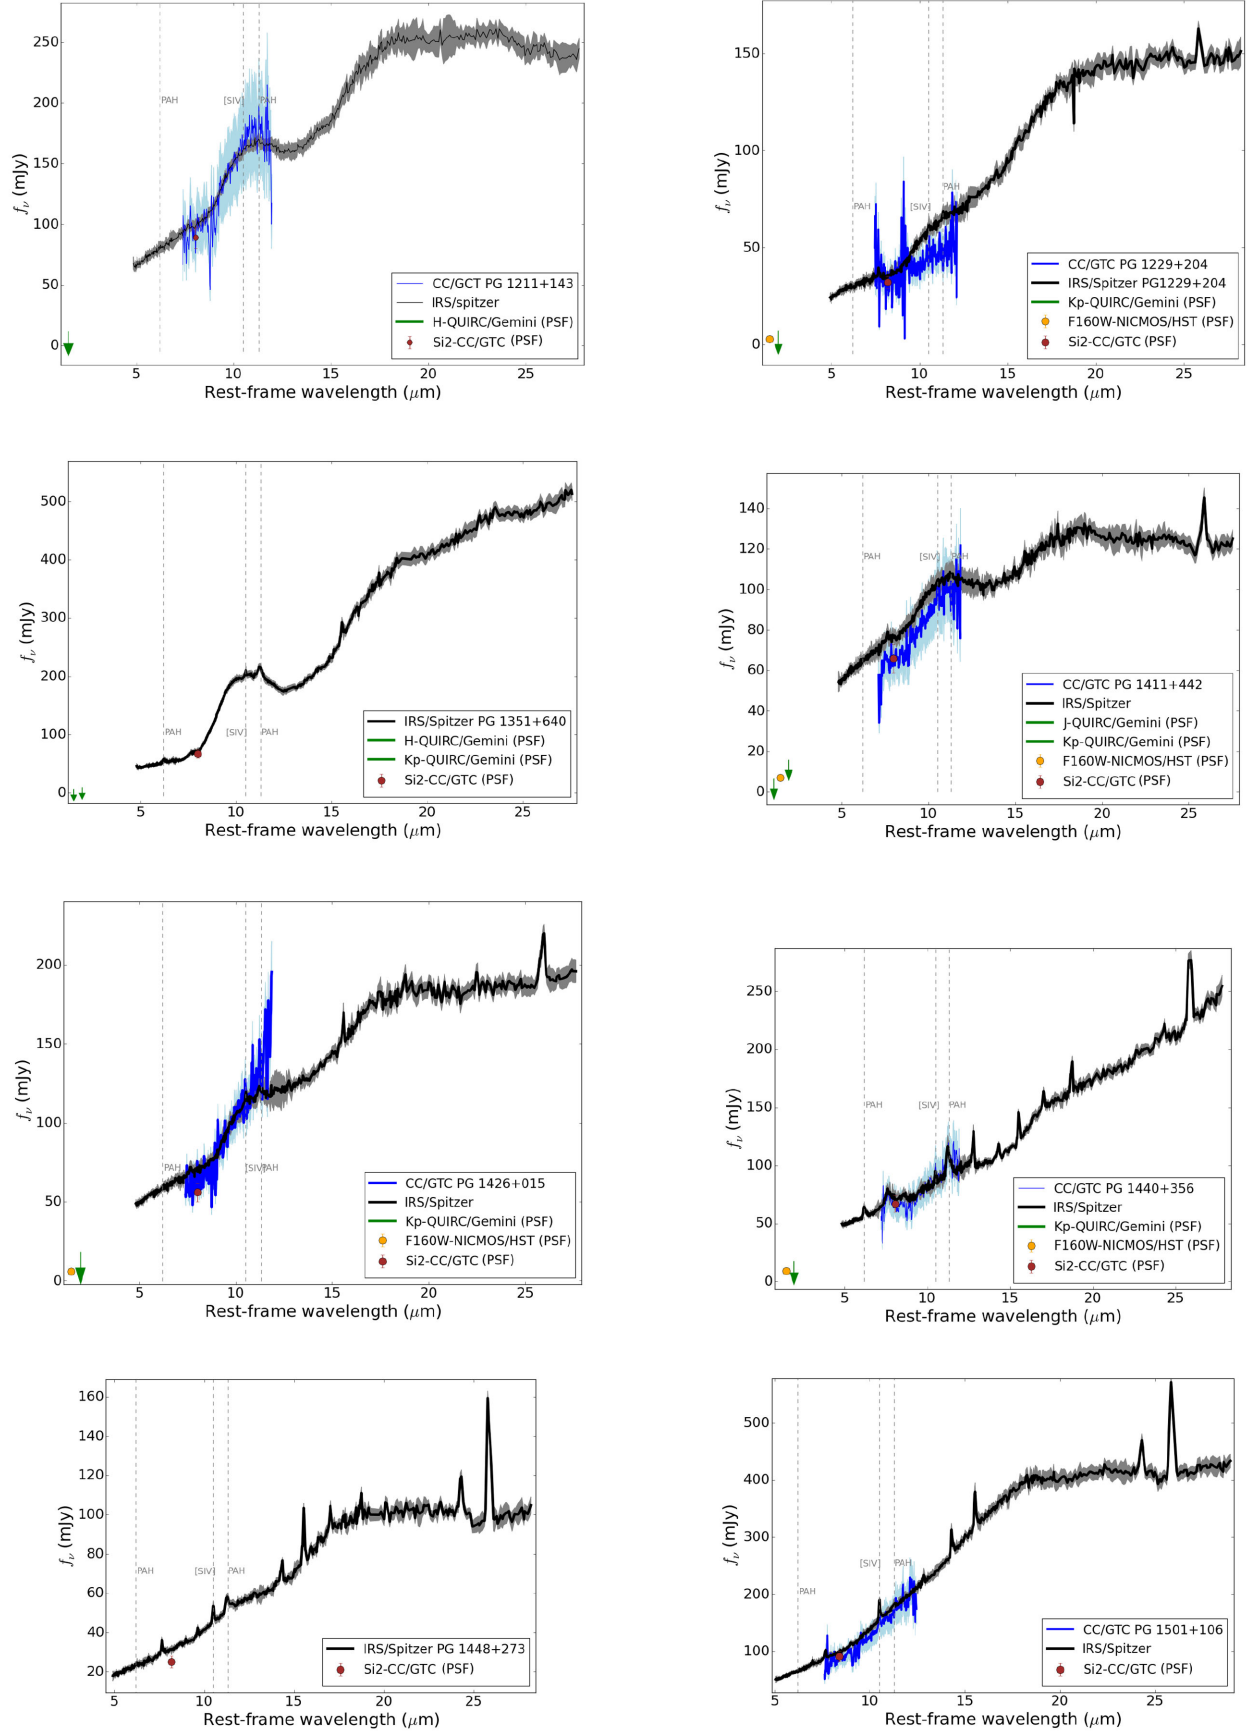 250
200
150
100
50
0
f_ν (mJy)
PAH
[SIV]
PAH
CC/GCT PG 1211+143
IRS/spitzer
H-QUIRC/Gemini (PSF)
Si2-CC/GTC (PSF)
5 10 15 20 25
Rest-frame wavelength (μm)
150
100
50
0
f_ν (mJy)
PAH
[SIV]
PAH
CC/GTC PG 1229+204
IRS/Spitzer PG1229+204
Kp-QUIRC/Gemini (PSF)
F160W-NICMOS/HST (PSF)
Si2-CC/GTC (PSF)
5 10 15 20 25
Rest-frame wavelength (μm)
500
400
300
200
100
0
f_ν (mJy)
PAH
[SIV]
PAH
IRS/Spitzer PG 1351+640
H-QUIRC/Gemini (PSF)
Kp-QUIRC/Gemini (PSF)
Si2-CC/GTC (PSF)
5 10 15 20 25
Rest-frame wavelength (μm)
140
120
100
80
60
40
20
0
f_ν (mJy)
PAH
[SIV]
PAH
CC/GTC PG 1411+442
IRS/Spitzer
J-QUIRC/Gemini (PSF)
Kp-QUIRC/Gemini (PSF)
F160W-NICMOS/HST (PSF)
Si2-CC/GTC (PSF)
5 10 15 20 25
Rest-frame wavelength (μm)
200
150
100
50
0
f_ν (mJy)
PAH
[SIV]
PAH
CC/GTC PG 1426+015
IRS/Spitzer
Kp-QUIRC/Gemini (PSF)
F160W-NICMOS/HST (PSF)
Si2-CC/GTC (PSF)
5 10 15 20 25
Rest-frame wavelength (μm)
250
200
150
100
50
0
f_ν (mJy)
PAH
[SIV]
PAH
CC/GTC PG 1440+356
IRS/Spitzer
Kp-QUIRC/Gemini (PSF)
F160W-NICMOS/HST (PSF)
Si2-CC/GTC (PSF)
5 10 15 20 25
Rest-frame wavelength (μm)
160
140
120
100
80
60
40
20
f_ν (mJy)
PAH
[SIV]
PAH
IRS/Spitzer PG 1448+273
Si2-CC/GTC (PSF)
5 10 15 20 25
Rest-frame wavelength (μm)
500
400
300
200
100
f_ν (mJy)
PAH
[SIV]
PAH
CC/GTC PG 1501+106
IRS/Spitzer
Si2-CC/GTC (PSF)
5 10 15 20 25
Rest-frame wavelength (μm)